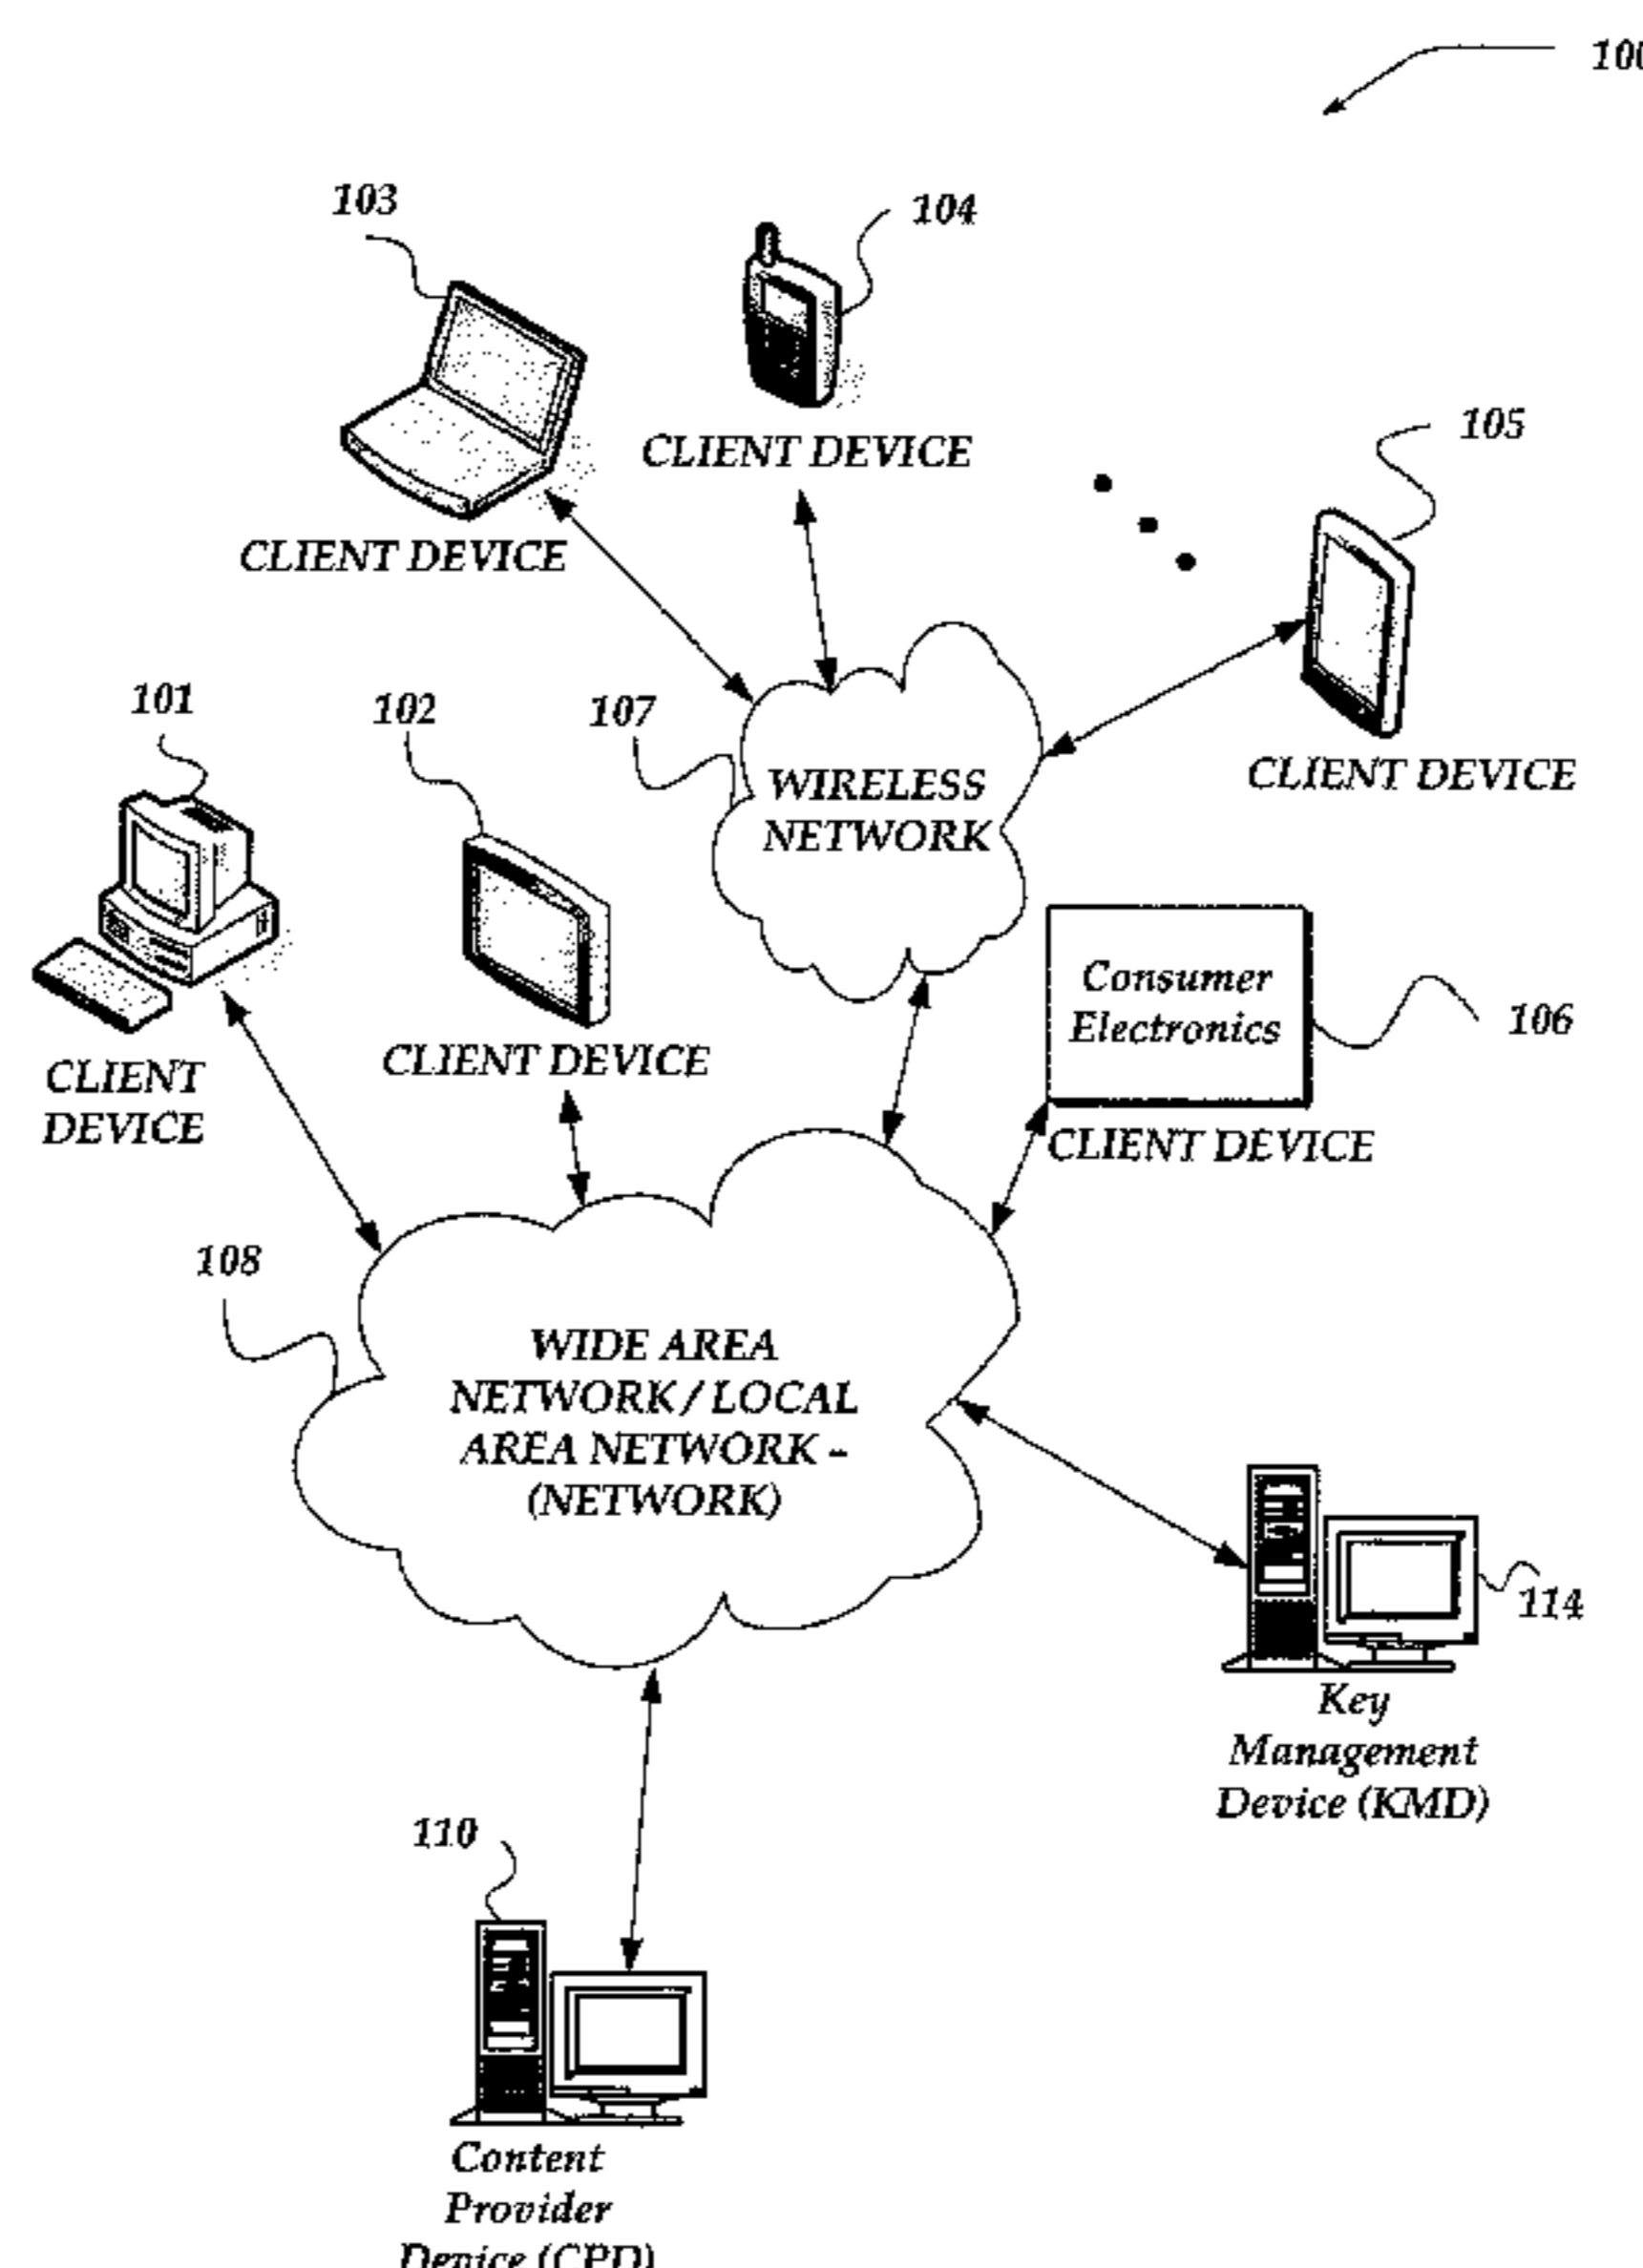 100
103
104
CLIENT DEVICE
105
CLIENT DEVICE
101
102
107
WIRELESS
NETWORK
CLIENT DEVICE
Consumer
Electronics
106
CLIENT DEVICE
CLIENT
DEVICE
CLIENT DEVICE
108
WIDE AREA
NETWORK / LOCAL
AREA NETWORK –
(NETWORK)
114
Key
Management
Device (KMD)
110
Content
Provider
Device (CPD)